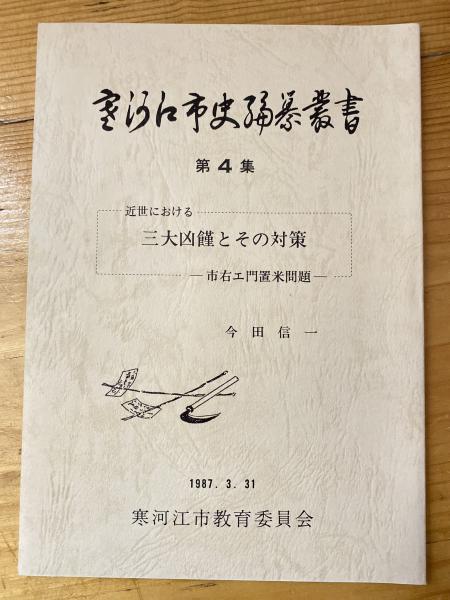 寒河江市史編纂叢書
第4集
近世における
三大凶饉とその対策
―市右エ門置米問題―
今田信一
1987. 3. 31
寒河江市教育委員会